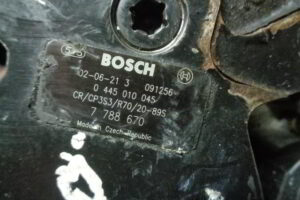 BOSCH
02-06-21 3 091256
0 445 010 045
CR/CP3S3/R70/20-89S
7 788 670
Made in Czech Republic